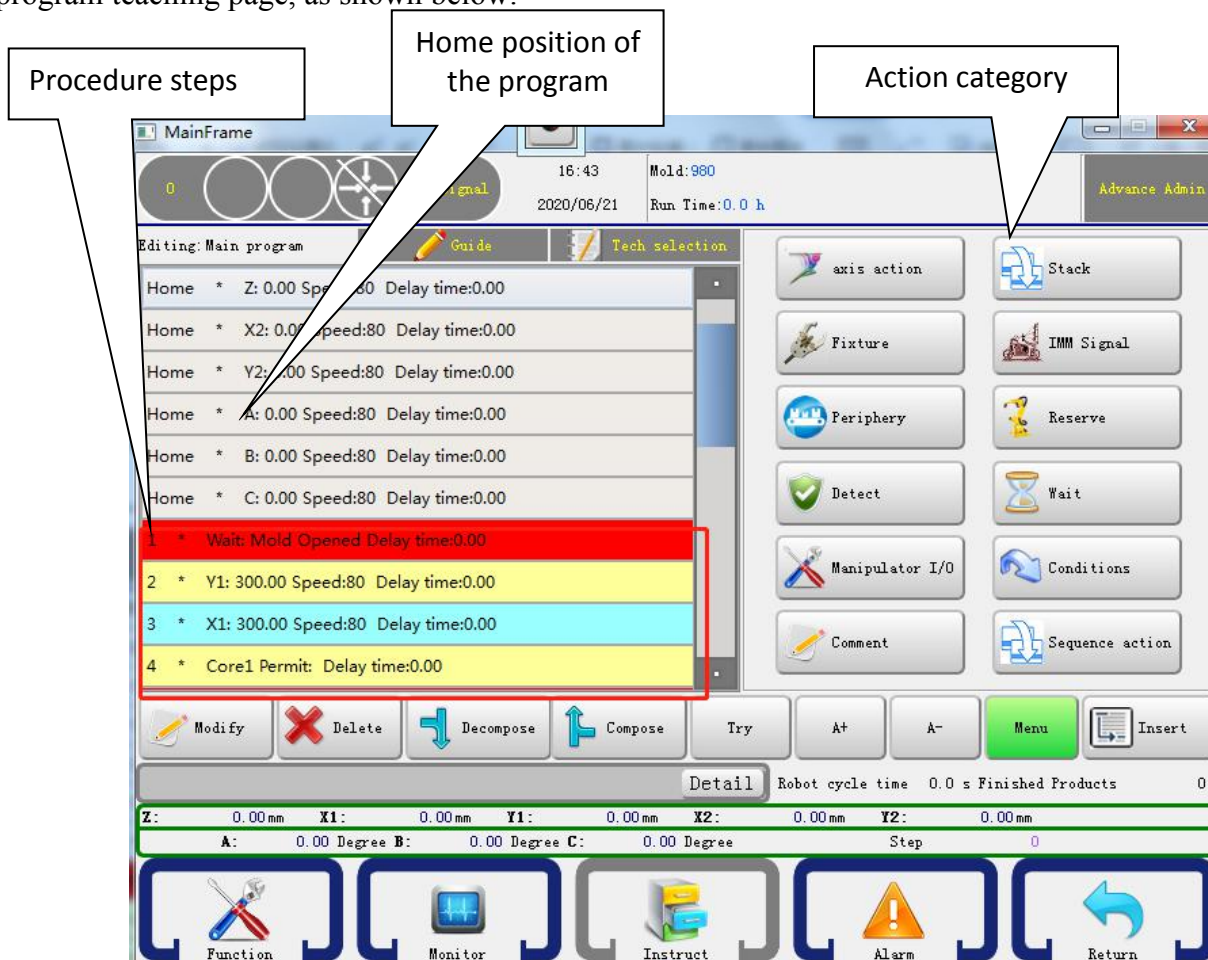 program teaching page, as shown below:
Home position of
the program
Procedure steps
Action category
MainFrame
0
16:43
2020/06/21
Mold:980
Run Time:0.0 h
Advance Admin
Editing:Main program
Guide
Tech selection
Home * Z: 0.00 Speed:80 Delay time:0.00
Home * X2: 0.00 Speed:80 Delay time:0.00
Home * Y2: 0.00 Speed:80 Delay time:0.00
Home * A: 0.00 Speed:80 Delay time:0.00
Home * B: 0.00 Speed:80 Delay time:0.00
Home * C: 0.00 Speed:80 Delay time:0.00
1 * Wait: Mold Opened Delay time:0.00
2 * Y1: 300.00 Speed:80 Delay time:0.00
3 * X1: 300.00 Speed:80 Delay time:0.00
4 * Core1 Permit: Delay time:0.00
axis action
Stack
Fixture
IMM Signal
Periphery
Reserve
Detect
Wait
Manipulator I/O
Conditions
Comment
Sequence action
Modify
Delete
Decompose
Compose
Try
A+
A-
Menu
Insert
Detail
Robot cycle time 0.0 s Finished Products 0
Z: 0.00 mm X1: 0.00 mm Y1: 0.00 mm X2: 0.00 mm Y2: 0.00 mm
A: 0.00 Degree B: 0.00 Degree C: 0.00 Degree Step 0
Function
Monitor
Instruct
Alarm
Return